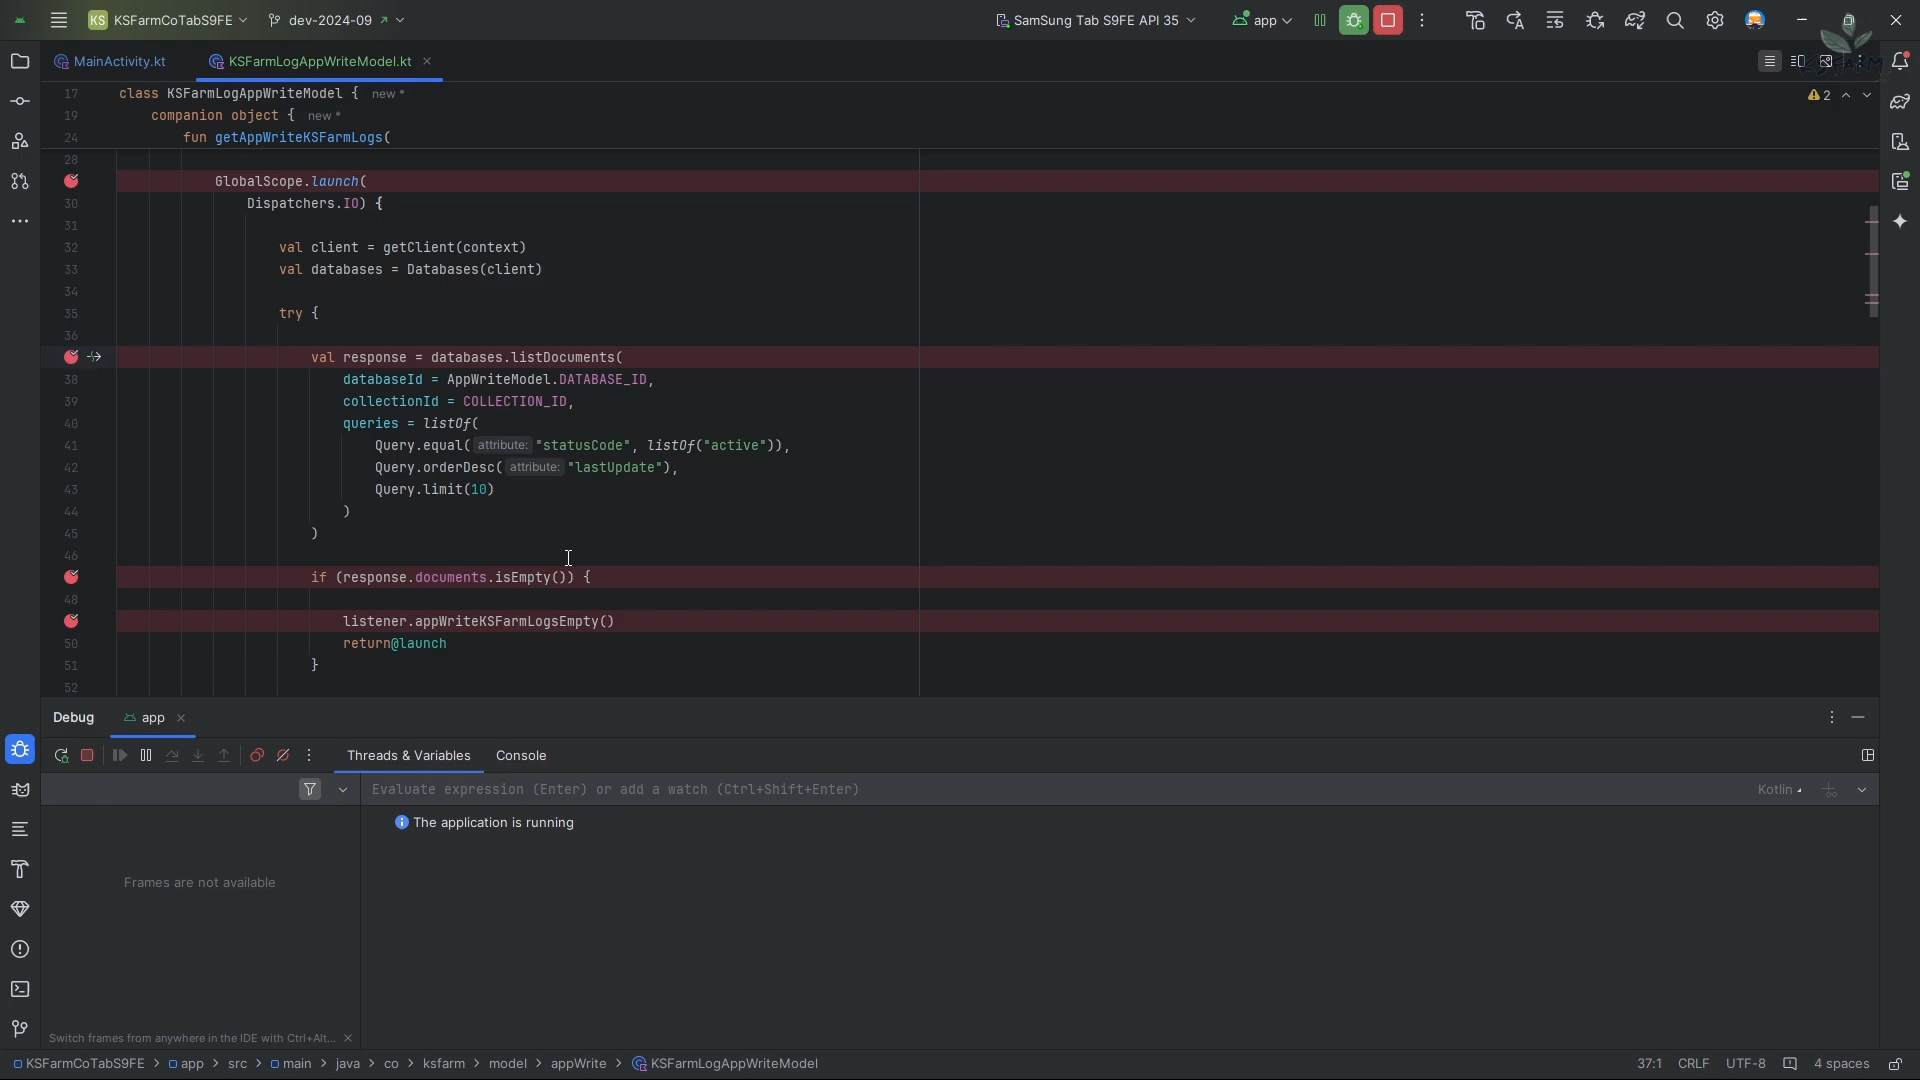 KS KSFarmCoTabS9FE dev-2024-09 SamSung Tab S9FE API 35 app
MainActivity.kt KSFarmLogAppWriteModel.kt
17 class KSFarmLogAppWriteModel { new *
2
19 companion object { new *
24 fun getAppWriteKSFarmLogs(
28
GlobalScope.launch(
30 Dispatchers.IO) {
31
32 val client = getClient(context)
33 val databases = Databases(client)
34
35 try {
36
val response = databases.listDocuments(
38 databaseId = AppWriteModel.DATABASE_ID,
39 collectionId = COLLECTION_ID,
40 queries = listOf(
41 Query.equal( attribute: "statusCode", listOf("active")),
42 Query.orderDesc( attribute: "lastUpdate"),
43 Query.limit(10)
44 )
45 )
46
if (response.documents.isEmpty()) {
48
listener.appWriteKSFarmLogsEmpty()
50 return@launch
51 }
52
Debug app
Threads & Variables Console
Evaluate expression (Enter) or add a watch (Ctrl+Shift+Enter) Kotlin
The application is running
Frames are not available
Switch frames from anywhere in the IDE with Ctrl+Alt...
KSFarmCoTabS9FE > app > src > main > java > co > ksfarm > model > appWrite > KSFarmLogAppWriteModel 37:1 CRLF UTF-8 4 spaces